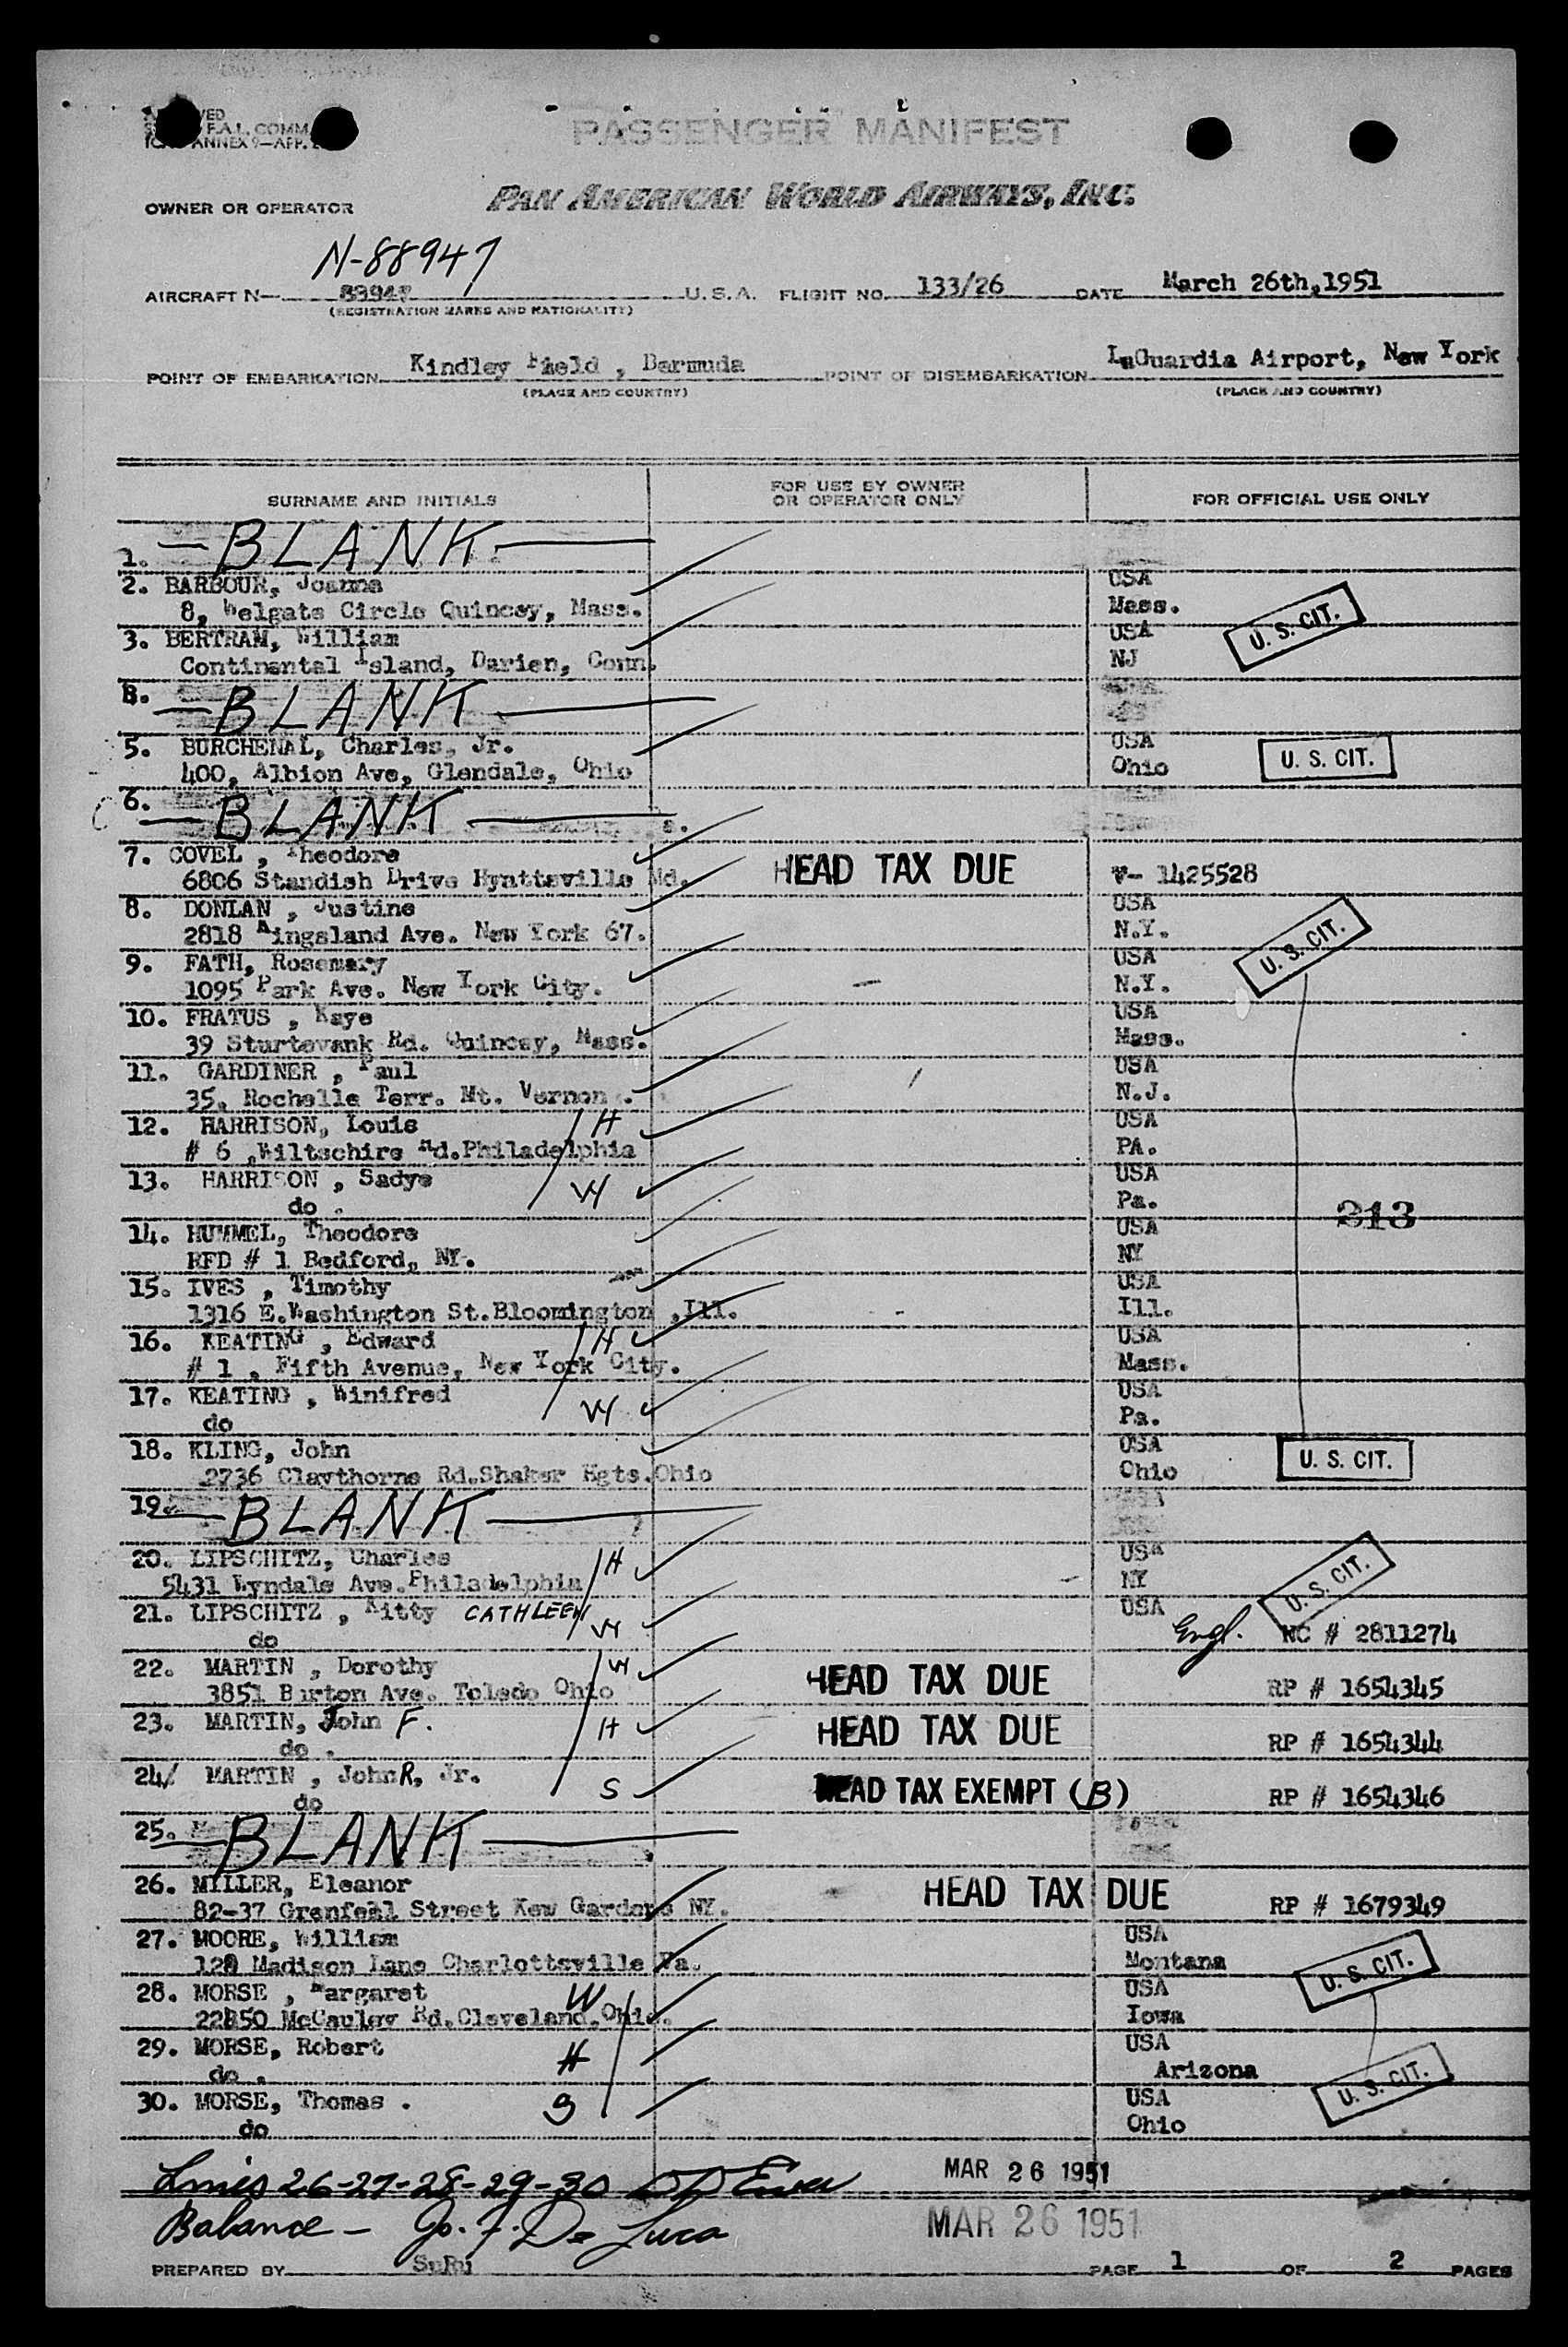 F.A.L. COMM.
ANNEX 9—APP.
PASSENGER MANIFEST
OWNER OR OPERATOR PAN AMERICAN WORLD AIRWAYS, INC.
N-88947
AIRCRAFT N— U.S.A. FLIGHT NO. 133/26 DATE March 26th,1951
(REGISTRATION MARKS AND NATIONALITY)
POINT OF EMBARKATION Kindley Field , Bermuda POINT OF DISEMBARKATION LaGuardia Airport, New York
(PLACE AND COUNTRY) (PLACE AND COUNTRY)
SURNAME AND INITIALS FOR USE BY OWNER OR OPERATOR ONLY FOR OFFICIAL USE ONLY
1. — BLANK —
2. BARBOUR, Joanna USA
8, Welgate Circle Quincey, Mass. Mass.
3. BERTRAM, William USA U. S. CIT.
Continental Island, Darien, Conn. NJ
4. — BLANK —
5. BURCHENAL, Charles, Jr. USA
400, Albion Ave, Glendale, Ohio Ohio U. S. CIT.
6. — BLANK —
7. COVEL , Theodore
6806 Standish Drive Hyattsville Md. HEAD TAX DUE V- 1425528
8. DONLAN , Justine USA
2818 Kingsland Ave. New York 67. N.Y.
9. FATH, Rosemary USA U. S. CIT.
1095 Park Ave. New York City. N.Y.
10. FRATUS , Kaye USA
39 Sturtevank Rd. Quincey, Mass. Mass.
11. GARDINER , Paul USA
35, Rochelle Terr. Mt. Vernon . N.J.
12. HARRISON, Louis H USA
# 6 ,Wiltschire Rd.Philadelphia PA.
13. HARRISON , Sadye W USA
do . Pa. 213
14. HUMMEL, Theodore USA
RFD # 1 Bedford, NY. NY
15. IVES , Timothy USA
1316 E.Washington St.Bloomington ,Ill. Ill.
16. KEATING , Edward H USA
# 1 , Fifth Avenue, New York City. Mass.
17. KEATING , Winifred W USA
do Pa.
18. KLING, John USA
2736 Claythorne Rd.Shaker Hgts.Ohio Ohio U. S. CIT.
19. — BLANK —
20. LIPSCHITZ, Charles H USA
5431 Wyndale Ave.Philadelphia NY U. S. CIT.
21. LIPSCHITZ , Kitty CATHLEEN W USA
do Engl. NC # 2811274
22. MARTIN , Dorothy W
3851 Burton Ave. Toledo Ohio HEAD TAX DUE RP # 1654345
23. MARTIN, John F. H HEAD TAX DUE
do . RP # 1654344
24/ MARTIN , John R, Jr. S
do HEAD TAX EXEMPT (B) RP # 1654346
25. — BLANK —
26. MILLER, Eleanor HEAD TAX DUE
82-37 Grenfell Street Kew Gardens NY. RP # 1679349
27. MOORE, William USA
128 Madison Lane Charlottsville Va. Montana U. S. CIT.
28. MORSE , Margaret W USA
22850 McCauley Rd.Cleveland.Ohio. Iowa
29. MORSE, Robert H USA
do . Arizona
30. MORSE, Thomas . S USA U. S. CIT.
do Ohio
Lines 26-27-28-29-30 MAR 26 1951
Balance — Jo. F. De Luca MAR 26 1951
PREPARED BY SuRu PAGE 1 OF 2 PAGES